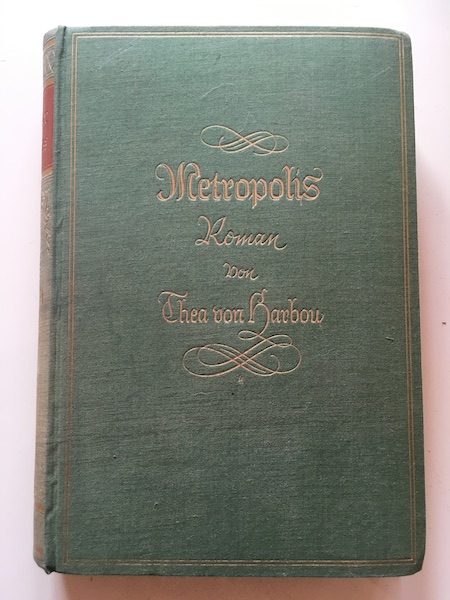 Metropolis
Roman
von
Thea von Harbou